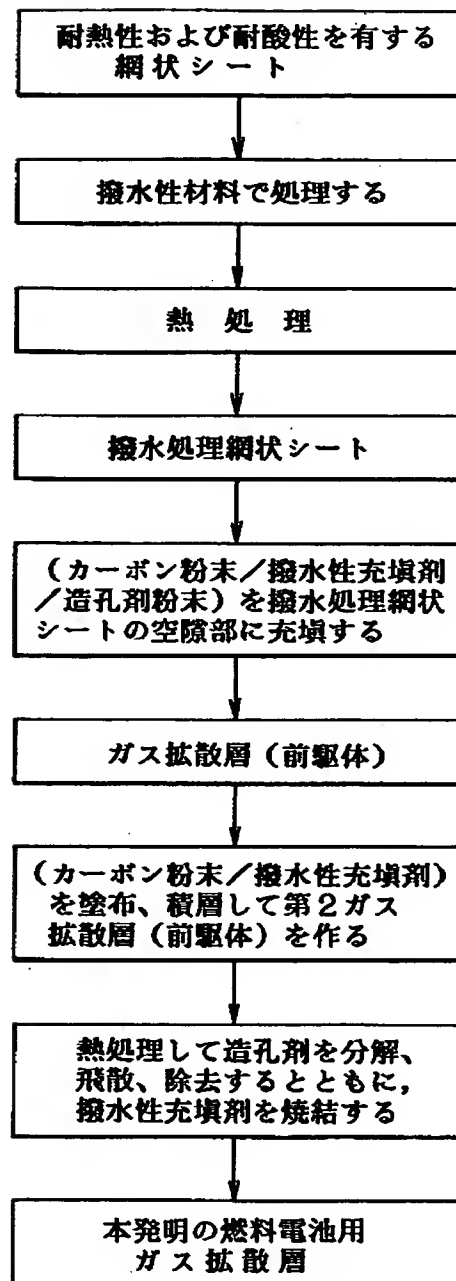 耐熱性および耐酸性を有する
網状シート
撥水性材料で処理する
熱 処 理
撥水処理網状シート
(カーボン粉末/撥水性充塡剤
/造孔剤粉末)を撥水処理網状
シートの空隙部に充塡する
ガス拡散層(前駆体)
(カーボン粉末/撥水性充塡剤)
を塗布、積層して第2ガス
拡散層(前駆体)を作る
熱処理して造孔剤を分解、
飛散、除去するとともに,
撥水性充塡剤を焼結する
本発明の燃料電池用
ガス拡散層